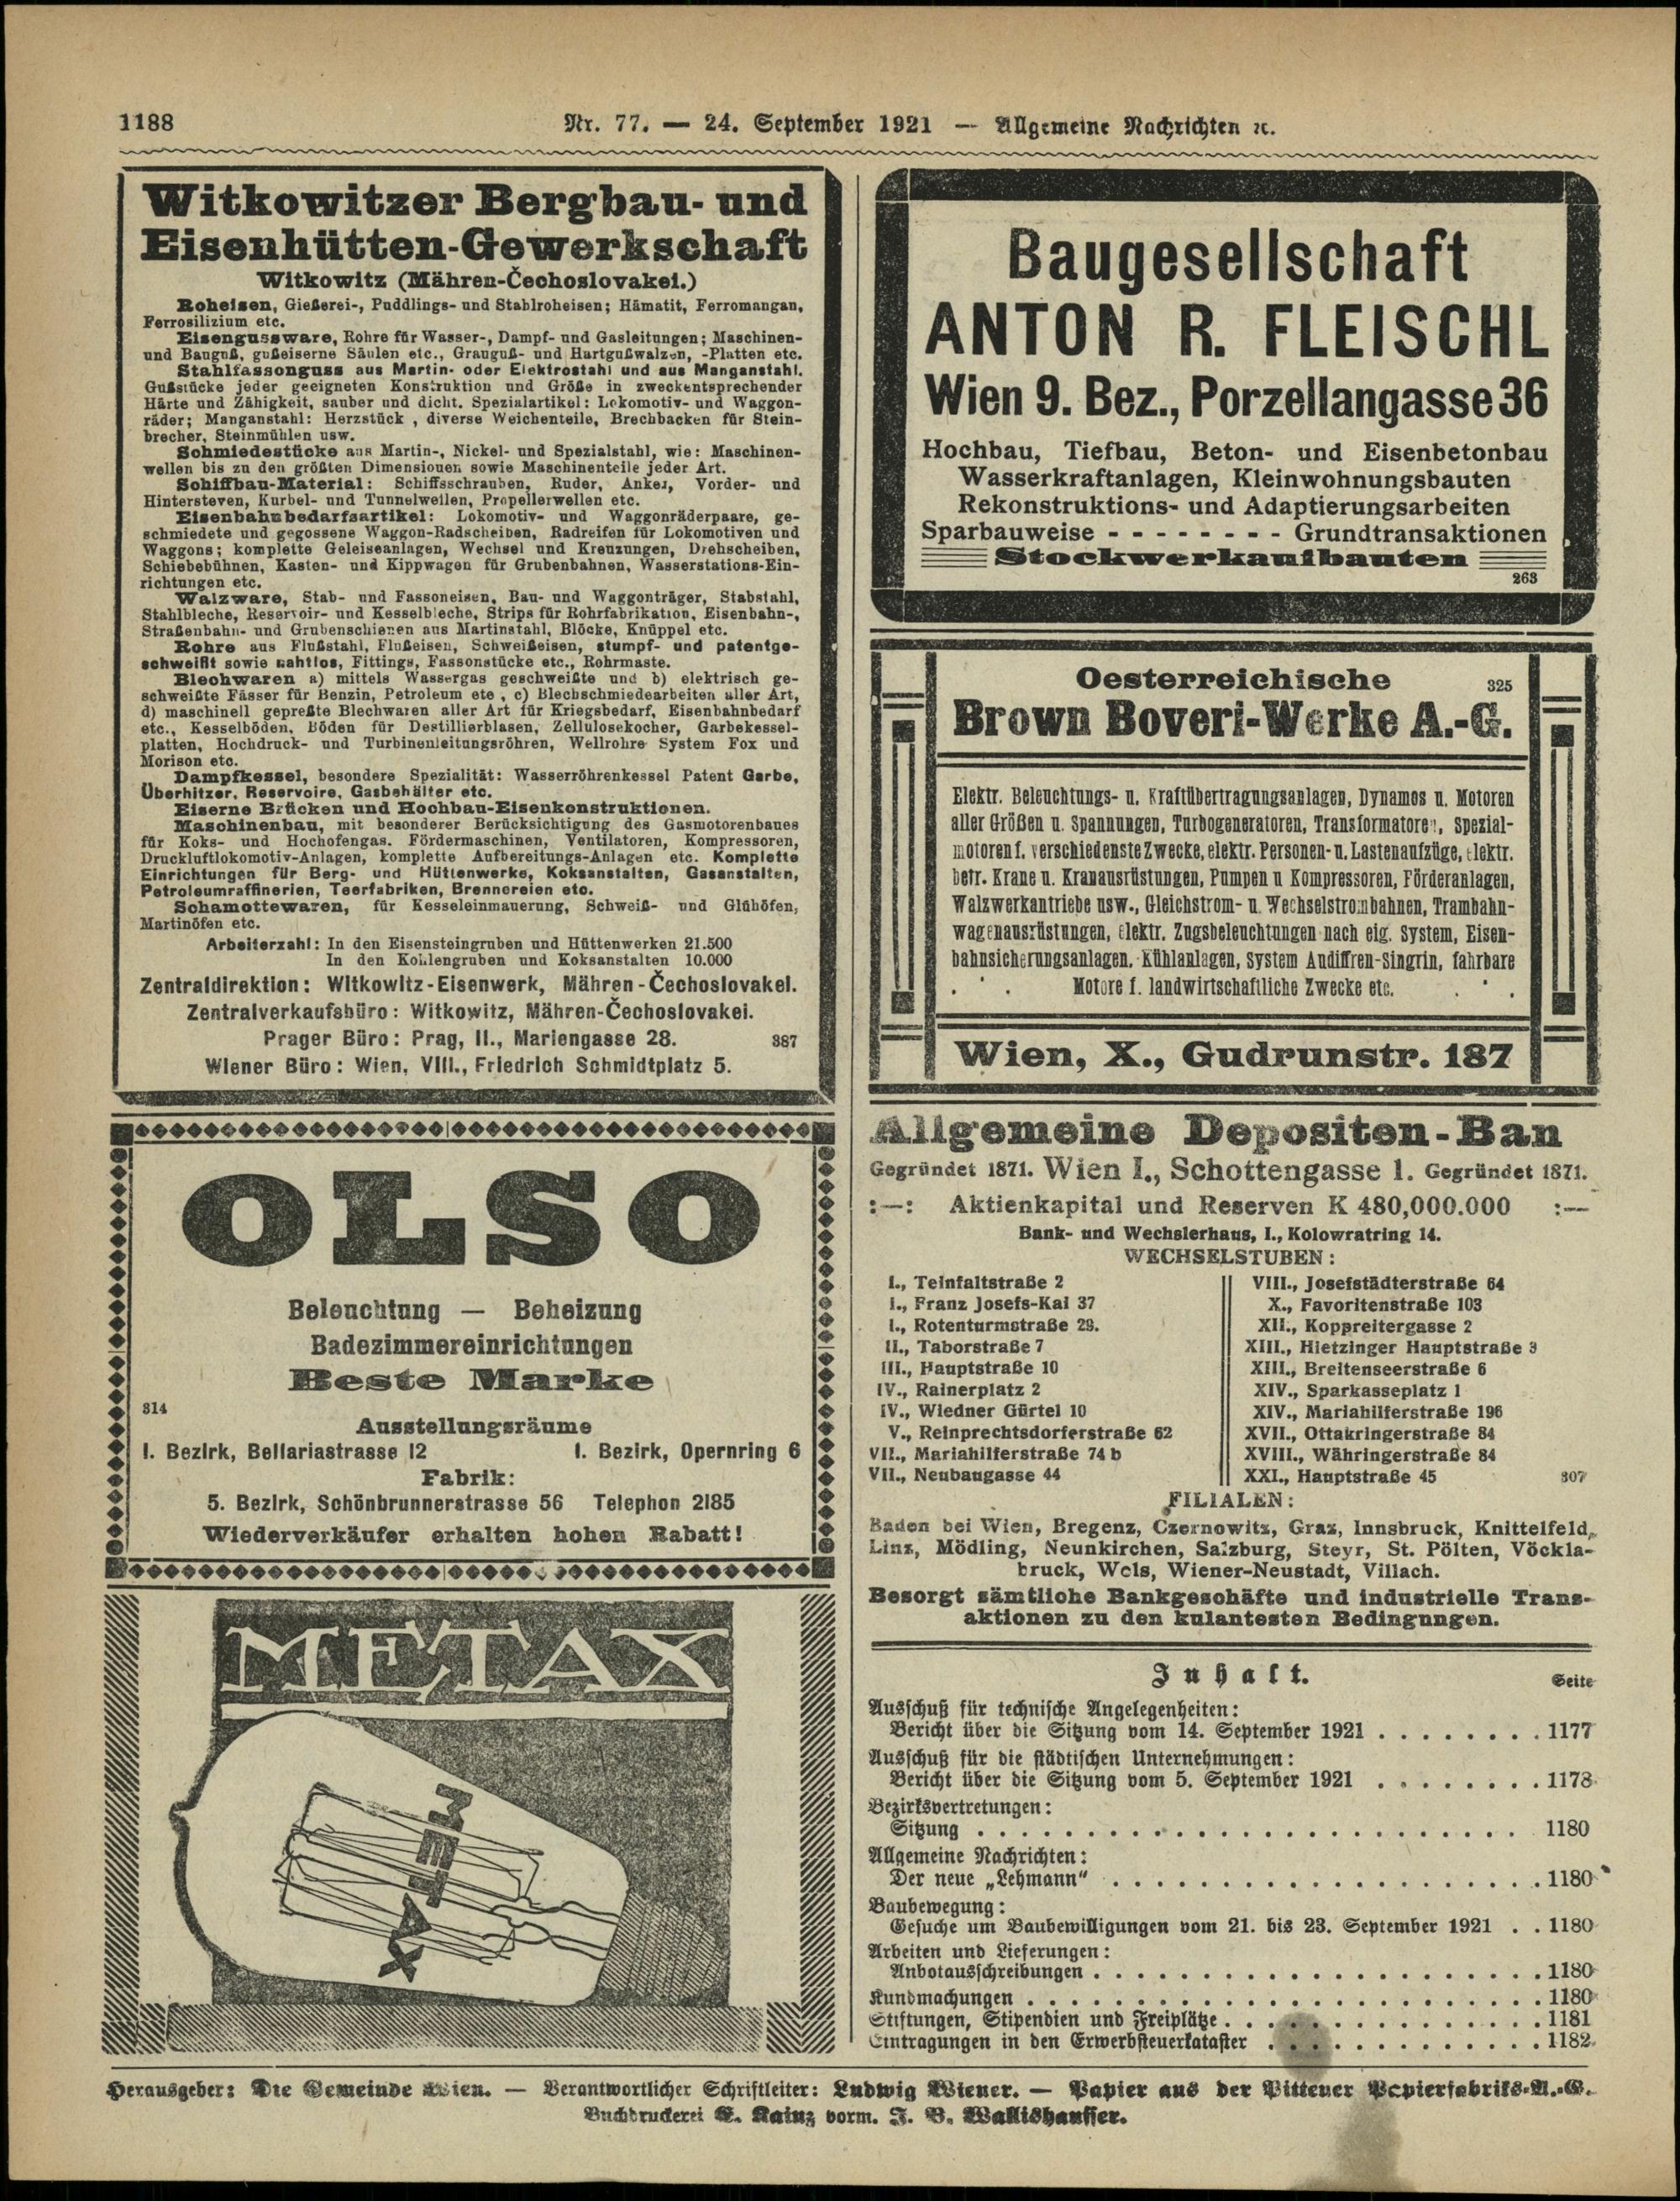 1188
Nr. 77. — 24. September 1921 — Allgemeine Nachrichten ꝛc.
Witkowitzer Bergbau- und
Eisenhütten-Gewerkschaft
Witkowitz (Mähren-Čechoslovakei.)
Roheisen, Gießerei-, Puddlings- und Stahlroheisen; Hämatit, Ferromangan,
Ferrosilizium etc.
Eisengussware, Rohre für Wasser-, Dampf- und Gasleitungen; Maschinen-
und Bauguß, gußeiserne Säulen etc., Grauguß- und Hartgußwalzen, -Platten etc.
Stahlfassonguss aus Martin- oder Elektrostahl und aus Manganstahl.
Gußstücke jeder geeigneten Konstruktion und Größe in zweckentsprechender
Härte und Zähigkeit, sauber und dicht. Spezialartikel: Lokomotiv- und Waggon-
räder; Manganstahl: Herzstück , diverse Weichenteile, Brechbacken für Stein-
brecher, Steinmühlen usw.
Schmiedestücke aus Martin-, Nickel- und Spezialstahl, wie: Maschinen-
wellen bis zu den größten Dimensionen sowie Maschinenteile jeder Art.
Schiffbau-Material: Schiffsschrauben, Ruder, Anker, Vorder- und
Hintersteven, Kurbel- und Tunnelwellen, Propellerwellen etc.
Eisenbahnbedarfsartikel: Lokomotiv- und Waggonräderpaare, ge-
schmiedete und gegossene Waggon-Radscheiben, Radreifen für Lokomotiven und
Waggons; komplette Geleiseanlagen, Wechsel und Kreuzungen, Drehscheiben,
Schiebebühnen, Kasten- und Kippwagen für Grubenbahnen, Wasserstations-Ein-
richtungen etc.
Walzware, Stab- und Fassoneisen, Bau- und Waggonträger, Stabstahl,
Stahlbleche, Reservoir- und Kesselbleche, Strips für Rohrfabrikation, Eisenbahn-,
Straßenbahn- und Grubenschienen aus Martinstahl, Blöcke, Knüppel etc.
Rohre aus Flußstahl, Flußeisen, Schweißeisen, stumpf- und patentge-
schweißt sowie nahtlos, Fittings, Fassonstücke etc., Rohrmaste.
Blechwaren a) mittels Wassergas geschweißte und b) elektrisch ge-
schweißte Fässer für Benzin, Petroleum etc , c) Blechschmiedearbeiten aller Art,
d) maschinell gepreßte Blechwaren aller Art für Kriegsbedarf, Eisenbahnbedarf
etc., Kesselböden, Böden für Destillierblasen, Zellulosekocher, Garbekessel-
platten, Hochdruck- und Turbinenleitungsröhren, Wellrohre System Fox und
Morison etc.
Dampfkessel, besondere Spezialität: Wasserröhrenkessel Patent Garbe,
Überhitzer, Reservoire, Gasbehälter etc.
Eiserne Brücken und Hochbau-Eisenkonstruktionen.
Maschinenbau, mit besonderer Berücksichtigung des Gasmotorenbaues
für Koks- und Hochofengas. Fördermaschinen, Ventilatoren, Kompressoren,
Druckluftlokomotiv-Anlagen, komplette Aufbereitungs-Anlagen etc. Komplette
Einrichtungen für Berg- und Hüttenwerke, Koksanstalten, Gasanstalten,
Petroleumraffinerien, Teerfabriken, Brennereien etc.
Schamottewaren, für Kesseleinmauerung, Schweiß- und Glühöfen,
Martinöfen etc.
Arbeiterzahl: In den Eisensteingruben und Hüttenwerken 21.500
In den Kohlengruben und Koksanstalten 10.000
Zentraldirektion: Witkowitz-Eisenwerk, Mähren-Čechoslovakei.
Zentralverkaufsbüro: Witkowitz, Mähren-Čechoslovakei.
Prager Büro: Prag, II., Mariengasse 28. 387
Wiener Büro: Wien, VIII., Friedrich Schmidtplatz 5.
OLSO
Beleuchtung — Beheizung
Badezimmereinrichtungen
Beste Marke
314
Ausstellungsräume
I. Bezirk, Bellariastrasse 12 I. Bezirk, Opernring 6
Fabrik:
5. Bezirk, Schönbrunnerstrasse 56 Telephon 2185
Wiederverkäufer erhalten hohen Rabatt!
METAX
METAX
Baugesellschaft
ANTON R. FLEISCHL
Wien 9. Bez., Porzellangasse 36
Hochbau, Tiefbau, Beton- und Eisenbetonbau
Wasserkraftanlagen, Kleinwohnungsbauten
Rekonstruktions- und Adaptierungsarbeiten
Sparbauweise - - - - - - - - Grundtransaktionen
Stockwerkaufbauten
263
Oesterreichische 325
Brown Boveri-Werke A.-G.
Elektr. Beleuchtungs- u. Kraftübertragungsanlagen, Dynamos u. Motoren
aller Größen u. Spannungen, Turbogeneratoren, Transformatoren, Spezial-
motoren f. verschiedenste Zwecke, elektr. Personen- u. Lastenaufzüge, elektr.
betr. Krane u. Kranausrüstungen, Pumpen u Kompressoren, Förderanlagen,
Walzwerkantriebe usw., Gleichstrom- u. Wechselstrombahnen, Trambahn-
wagenausrüstungen, elektr. Zugsbeleuchtungen nach eig. System, Eisen-
bahnsicherungsanlagen, Kühlanlagen, System Audiffren-Singrin, fahrbare
Motore f. landwirtschaftliche Zwecke etc.
Wien, X., Gudrunstr. 187
Allgemeine Depositen-Ban
Gegründet 1871. Wien I., Schottengasse 1. Gegründet 1871.
:—: Aktienkapital und Reserven K 480,000.000 :—
Bank- und Wechslerhaus, I., Kolowratring 14.
WECHSELSTUBEN:
I., Teinfaltstraße 2
I., Franz Josefs-Kai 37
I., Rotenturmstraße 29.
II., Taborstraße 7
III., Hauptstraße 10
IV., Rainerplatz 2
IV., Wiedner Gürtel 10
V., Reinprechtsdorferstraße 62
VII., Mariahilferstraße 74 b
VII., Neubaugasse 44
VIII., Josefstädterstraße 64
X., Favoritenstraße 103
XII., Koppreitergasse 2
XIII., Hietzinger Hauptstraße 3
XIII., Breitenseerstraße 6
XIV., Sparkasseplatz 1
XIV., Mariahilferstraße 196
XVII., Ottakringerstraße 84
XVIII., Währingerstraße 84
XXI., Hauptstraße 45 307
FILIALEN:
Baden bei Wien, Bregenz, Czernowitz, Graz, Innsbruck, Knittelfeld,
Linz, Mödling, Neunkirchen, Salzburg, Steyr, St. Pölten, Vöckla-
bruck, Wels, Wiener-Neustadt, Villach.
Besorgt sämtliche Bankgeschäfte und industrielle Trans-
aktionen zu den kulantesten Bedingungen.
Inhalt. Seite
Ausschuß für technische Angelegenheiten:
Bericht über die Sitzung vom 14. September 1921 . . . . . . . . 1177
Ausschuß für die städtischen Unternehmungen:
Bericht über die Sitzung vom 5. September 1921 . . . . . . . . 1178
Bezirksvertretungen:
Sitzung . . . . . . . . . . . . . . . . . . . . 1180
Allgemeine Nachrichten:
Der neue „Lehmann“ . . . . . . . . . . . . . . . . 1180
Baubewegung:
Gesuche um Baubewilligungen vom 21. bis 23. September 1921 . . 1180
Arbeiten und Lieferungen:
Anbotausschreibungen . . . . . . . . . . . . . . . . 1180
Kundmachungen . . . . . . . . . . . . . . . . . . 1180
Stiftungen, Stipendien und Freiplätze . . . . . . . . . . . . 1181
Eintragungen in den Erwerbsteuerkataster . . . . . . . . . . . 1182
Herausgeber: Die Gemeinde Wien. — Verantwortlicher Schriftleiter: Ludwig Wiener. — Papier aus der Pittener Papierfabriks-A.-G.
Buchdruckerei E. Kainz vorm. J. B. Wallishausser.